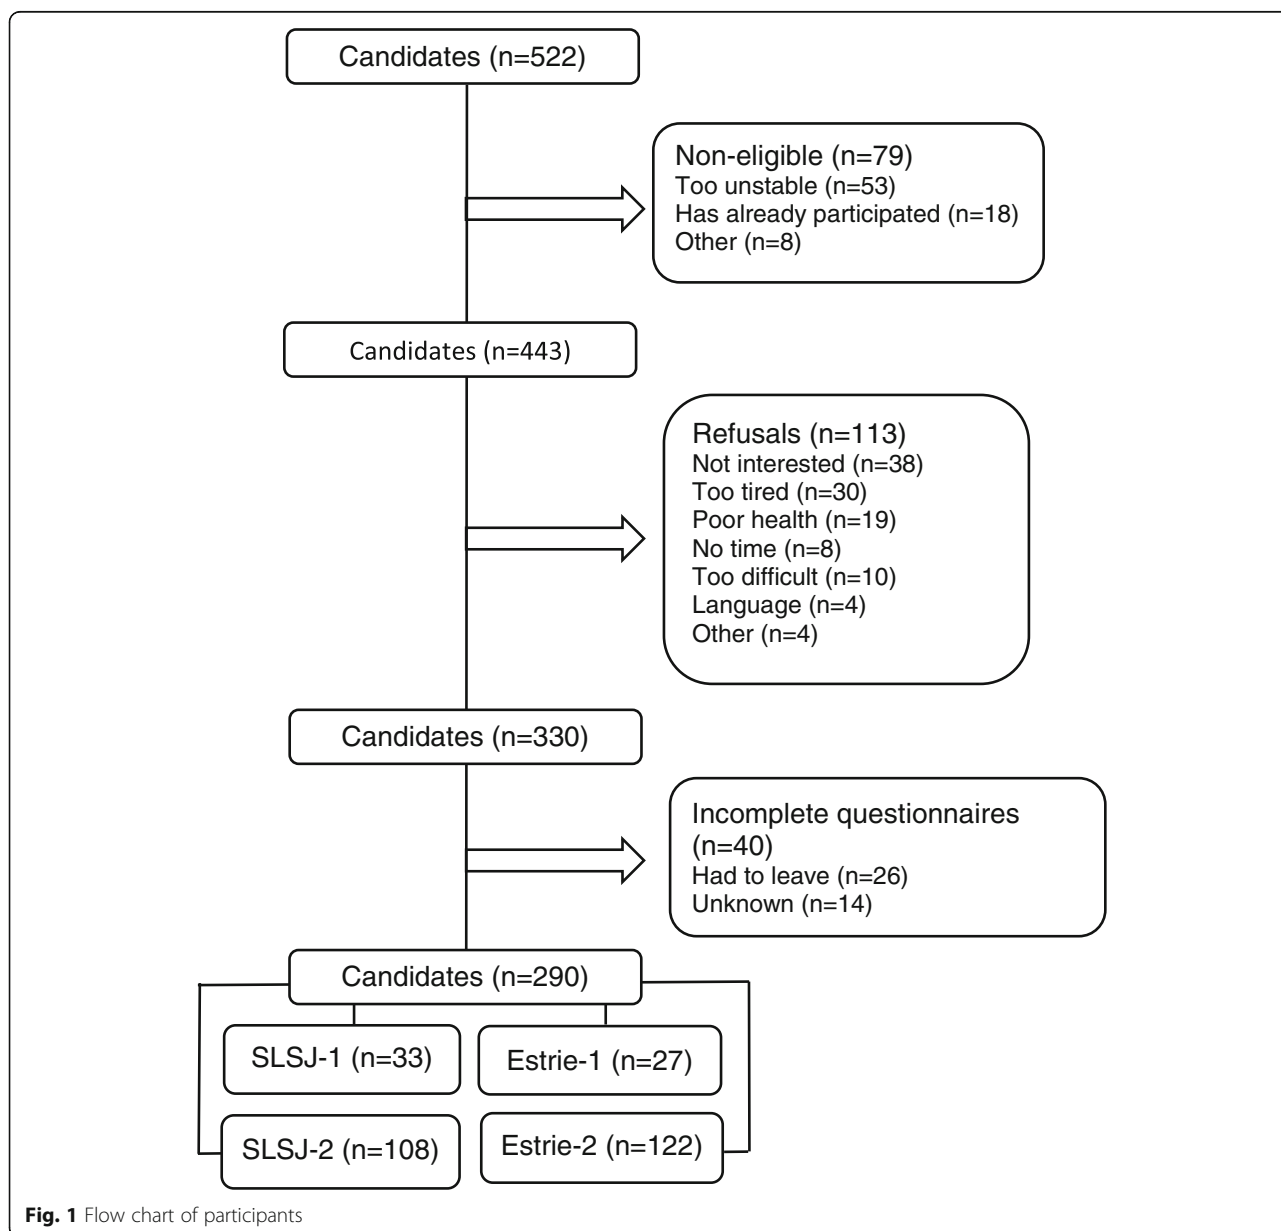 Candidates (n=522)
Non-eligible (n=79)
Too unstable (n=53)
Has already participated (n=18)
Other (n=8)
Candidates (n=443)
Refusals (n=113)
Not interested (n=38)
Too tired (n=30)
Poor health (n=19)
No time (n=8)
Too difficult (n=10)
Language (n=4)
Other (n=4)
Candidates (n=330)
Incomplete questionnaires
(n=40)
Had to leave (n=26)
Unknown (n=14)
Candidates (n=290)
SLSJ-1 (n=33)
Estrie-1 (n=27)
SLSJ-2 (n=108)
Estrie-2 (n=122)
Fig. 1 Flow chart of participants